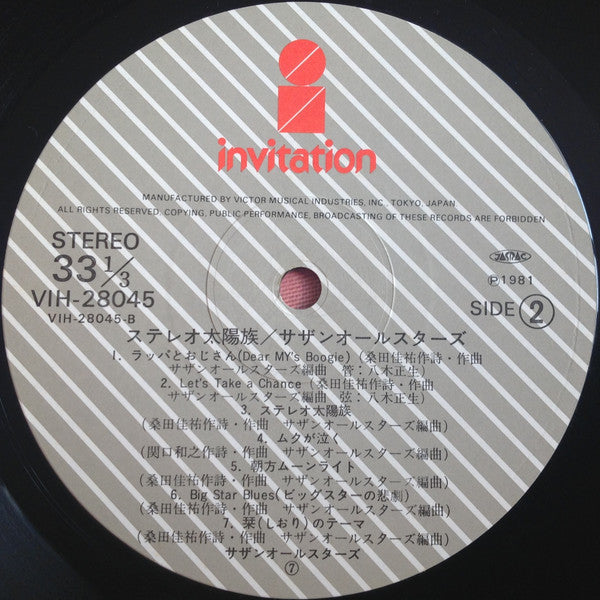 invitation
MANUFACTURED BY VICTOR MUSICAL INDUSTRIES, INC., TOKYO, JAPAN
ALL RIGHTS RESERVED, COPYING, PUBLIC PERFORMANCE, BROADCASTING OF THESE RECORDS ARE FORBIDDEN
STEREO
33 1/3
VIH-28045
VIH-28045-B
JASRAC
Ⓟ1981
SIDE ②
ステレオ太陽族／サザンオールスターズ
1. ラッパとおじさん(Dear MY's Boogie)(桑田佳祐作詩・作曲
サザンオールスターズ編曲 管：八木正生)
2. Let's Take a Chance (桑田佳祐作詩・作曲
サザンオールスターズ編曲 弦：八木正生)
3. ステレオ太陽族
(桑田佳祐作詩・作曲 サザンオールスターズ編曲)
4. ムクが泣く
(関口和之作詩・作曲 サザンオールスターズ編曲)
5. 朝方ムーンライト
(桑田佳祐作詩・作曲 サザンオールスターズ編曲)
6. Big Star Blues(ビッグスターの悲劇)
(桑田佳祐作詩・作曲 サザンオールスターズ編曲)
7. 栞(しおり)のテーマ
(桑田佳祐作詩・作曲 サザンオールスターズ編曲)
サザンオールスターズ
⑦